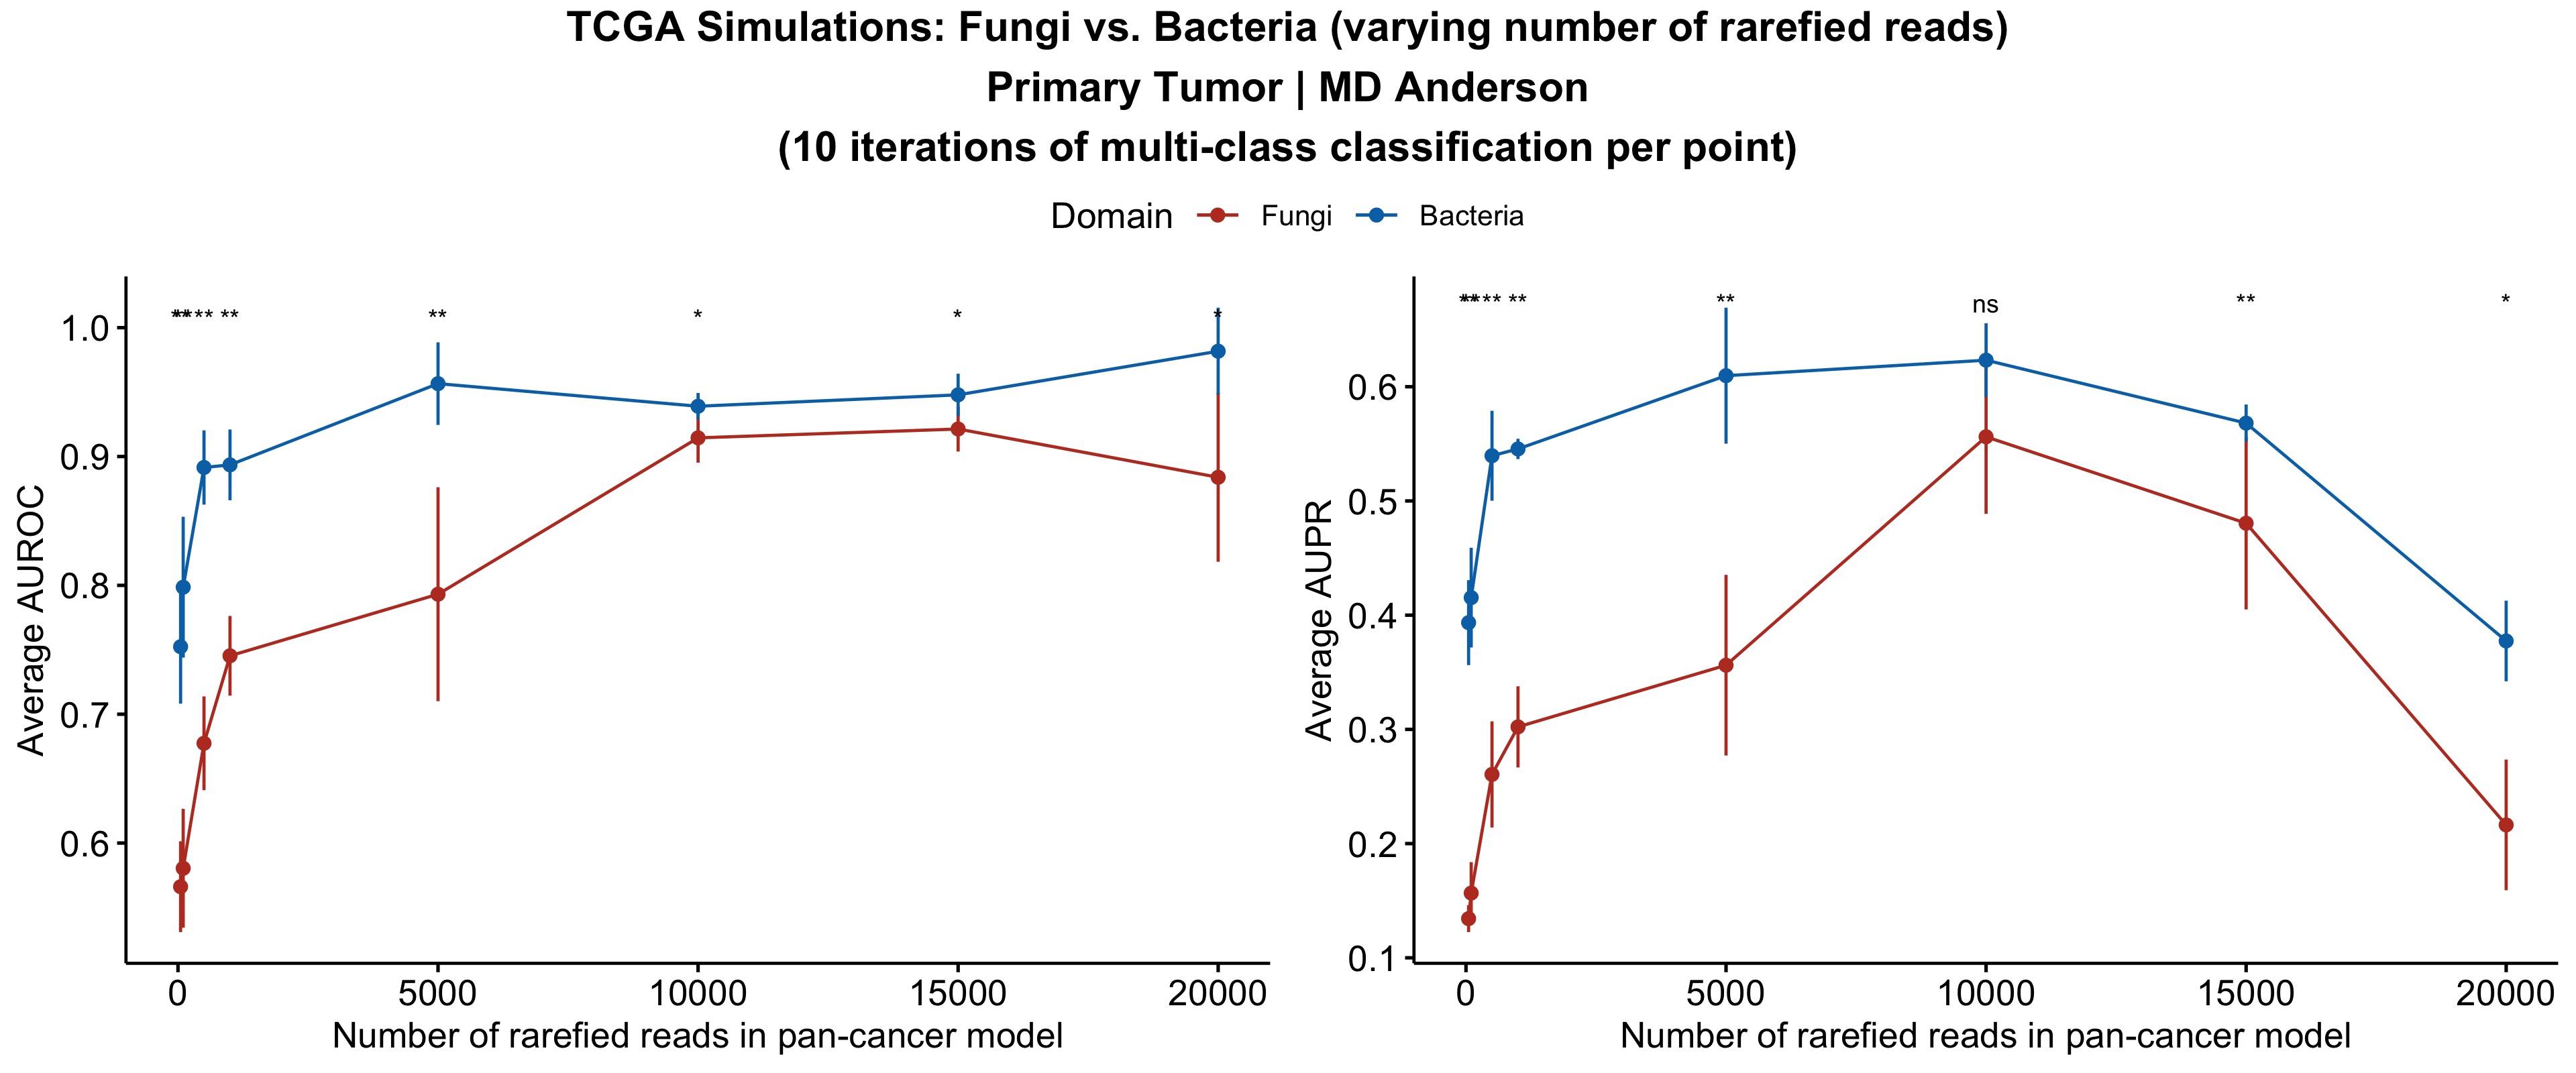 TCGA Simulations: Fungi vs. Bacteria (varying number of rarefied reads)
Primary Tumor | MD Anderson
(10 iterations of multi-class classification per point)
Domain Fungi Bacteria
** ** ** ** ** * * *
1.0
0.9
0.8
0.7
0.6
Average AUROC
0 5000 10000 15000 20000
Number of rarefied reads in pan-cancer model
** ** ** ** ** ns ** *
0.6
0.5
0.4
0.3
0.2
0.1
Average AUPR
0 5000 10000 15000 20000
Number of rarefied reads in pan-cancer model